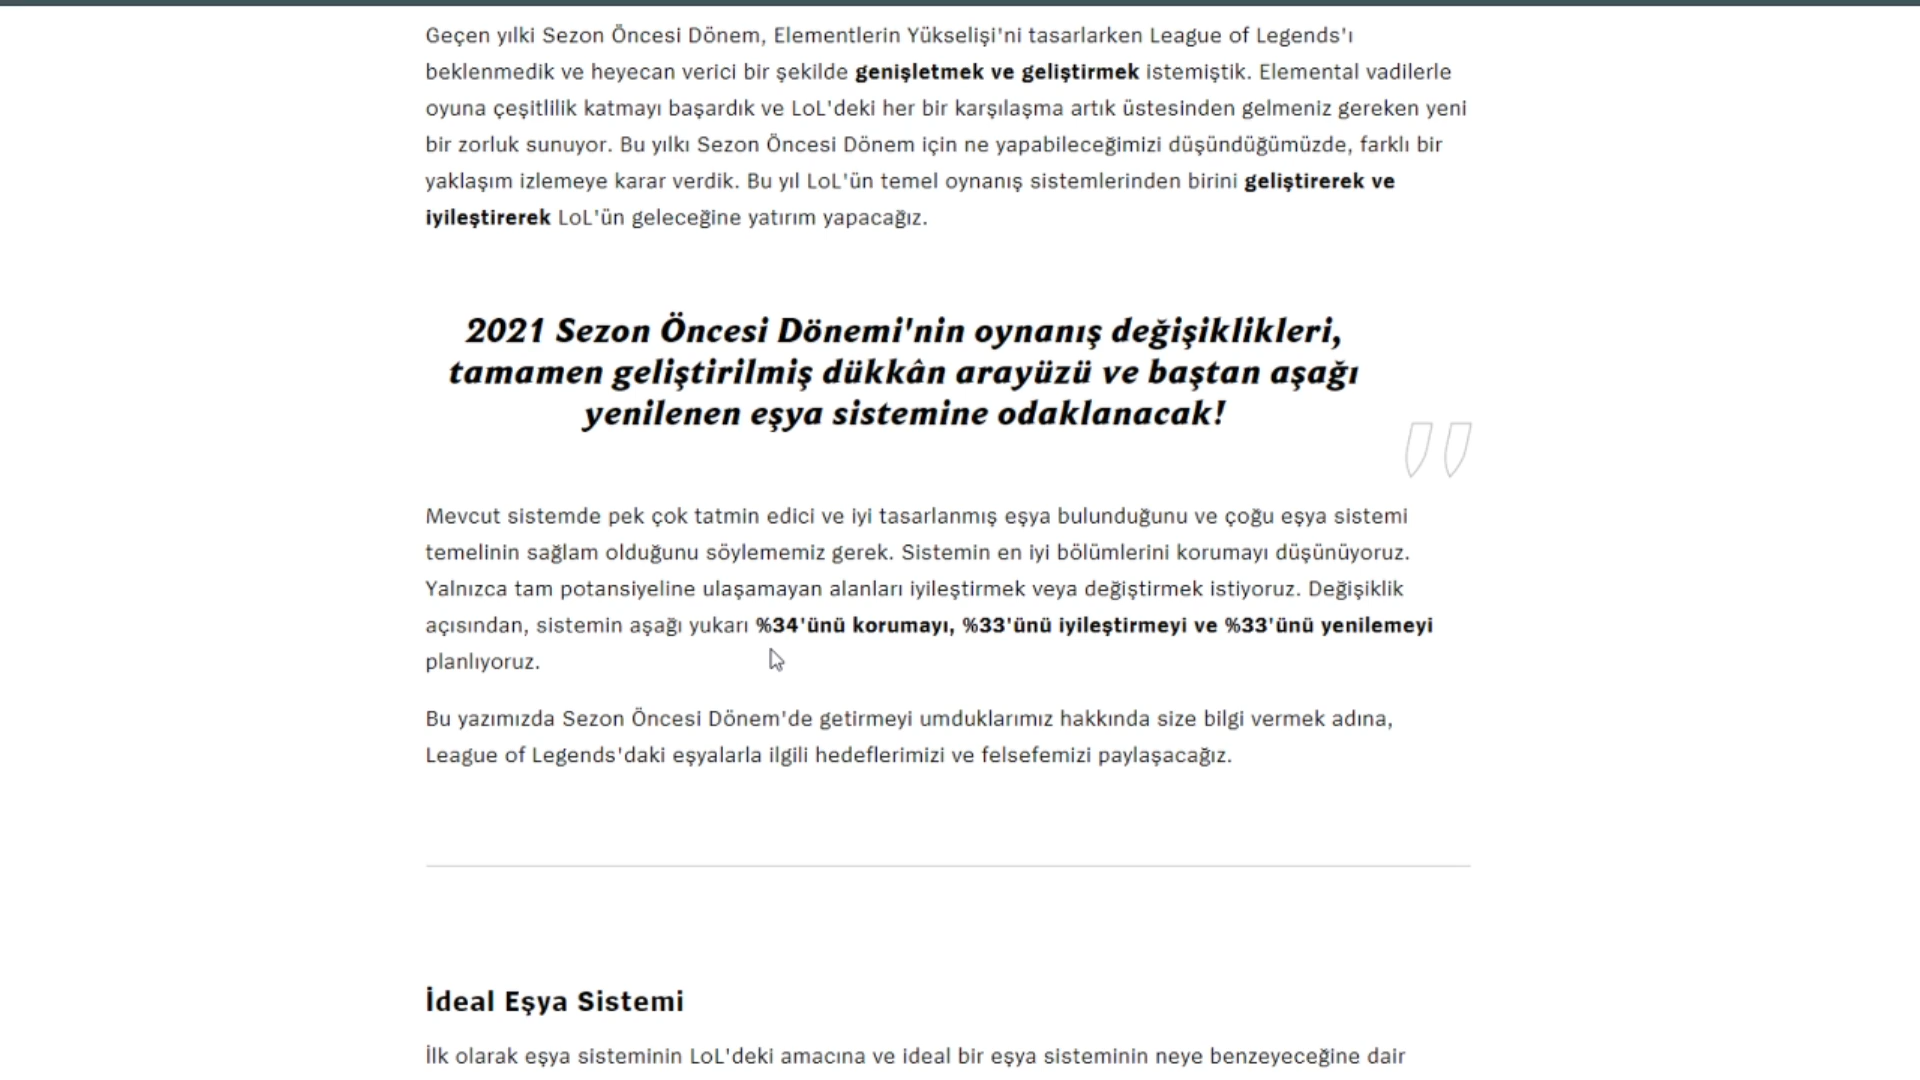 Geçen yılki Sezon Öncesi Dönem, Elementlerin Yükselişi'ni tasarlarken League of Legends'ı
beklenmedik ve heyecan verici bir şekilde genişletmek ve geliştirmek istemiştik. Elemental vadilerle
oyuna çeşitlilik katmayı başardık ve LoL'deki her bir karşılaşma artık üstesinden gelmeniz gereken yeni
bir zorluk sunuyor. Bu yılkı Sezon Öncesi Dönem için ne yapabileceğimizi düşündüğümüzde, farklı bir
yaklaşım izlemeye karar verdik. Bu yıl LoL'ün temel oynanış sistemlerinden birini geliştirerek ve
iyileştirerek LoL'ün geleceğine yatırım yapacağız.
2021 Sezon Öncesi Dönemi'nin oynanış değişiklikleri,
tamamen geliştirilmiş dükkân arayüzü ve baştan aşağı
yenilenen eşya sistemine odaklanacak!
"
Mevcut sistemde pek çok tatmin edici ve iyi tasarlanmış eşya bulunduğunu ve çoğu eşya sistemi
temelinin sağlam olduğunu söylememiz gerek. Sistemin en iyi bölümlerini korumayı düşünüyoruz.
Yalnızca tam potansiyeline ulaşamayan alanları iyileştirmek veya değiştirmek istiyoruz. Değişiklik
açısından, sistemin aşağı yukarı %34'ünü korumayı, %33'ünü iyileştirmeyi ve %33'ünü yenilemeyi
planlıyoruz.
Bu yazımızda Sezon Öncesi Dönem'de getirmeyi umduklarımız hakkında size bilgi vermek adına,
League of Legends'daki eşyalarla ilgili hedeflerimizi ve felsefemizi paylaşacağız.
İdeal Eşya Sistemi
İlk olarak eşya sisteminin LoL'deki amacına ve ideal bir eşya sisteminin neye benzeyeceğine dair